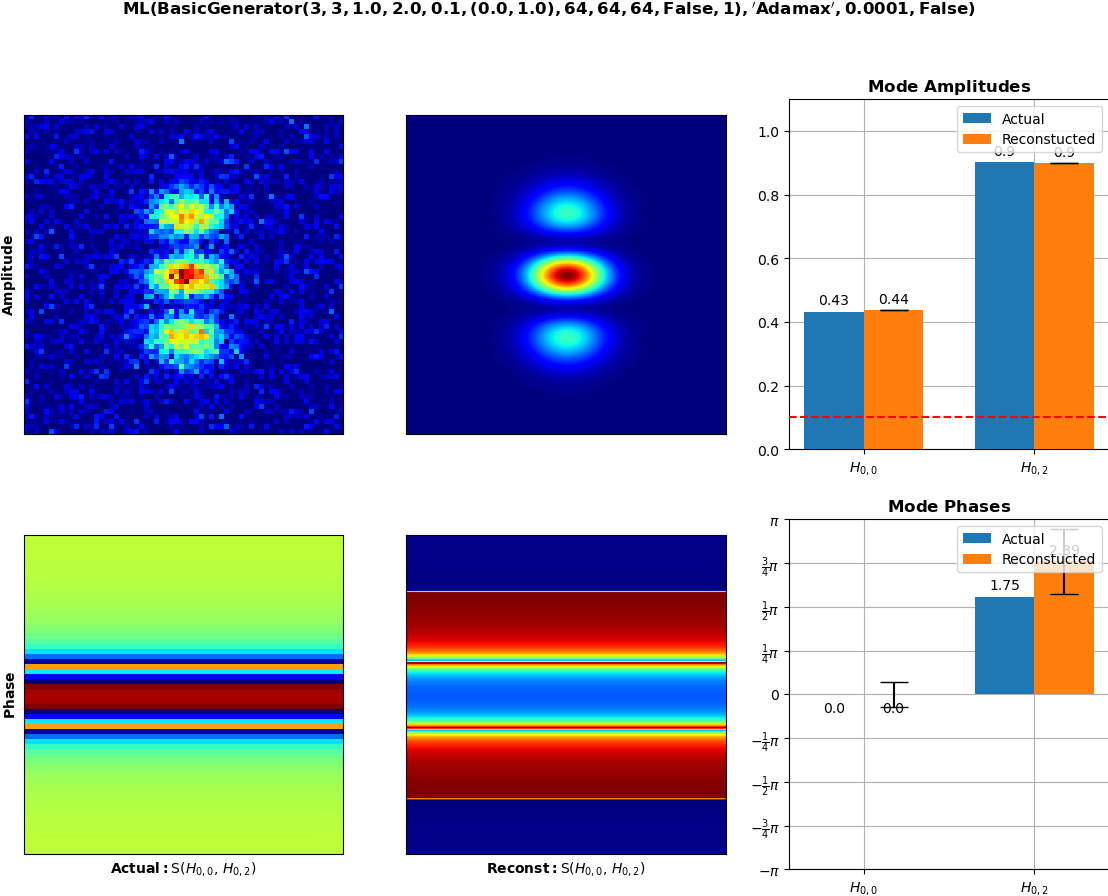 ML(BasicGenerator(3, 3, 1.0, 2.0, 0.1, (0.0, 1.0), 64, 64, 64, False, 1), ′Adamax′, 0.0001, False)
Mode Amplitudes
Actual
Reconstucted
1.0
0.8
0.6
0.4
0.2
0.0
0.9
0.9
0.43
0.44
H0, 0
H0, 2
Amplitude
Mode Phases
Actual
Reconstucted
π
3/4π
1/2π
1/4π
0
−1/4π
−1/2π
−3/4π
−π
2.39
1.75
0.0
0.0
H0, 0
H0, 2
Phase
Actual: S(H0, 0, H0, 2)
Reconst: S(H0, 0, H0, 2)